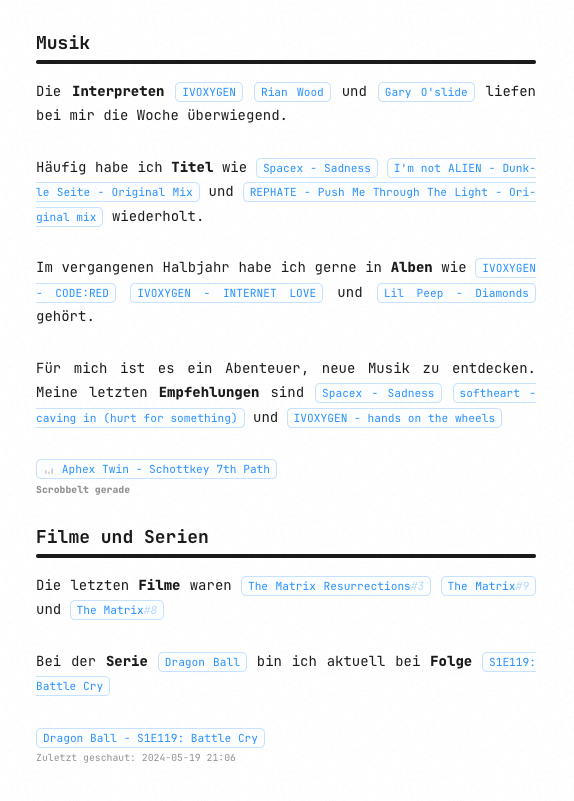 Musik
Die Interpreten IVOXYGEN Rian Wood und Gary O'slide liefen
bei mir die Woche überwiegend.
Häufig habe ich Titel wie Spacex - Sadness I'm not ALIEN - Dunk-
le Seite - Original Mix und REPHATE - Push Me Through The Light - Ori-
ginal mix wiederholt.
Im vergangenen Halbjahr habe ich gerne in Alben wie IVOXYGEN
- CODE:RED IVOXYGEN - INTERNET LOVE und Lil Peep - Diamonds
gehört.
Für mich ist es ein Abenteuer, neue Musik zu entdecken.
Meine letzten Empfehlungen sind Spacex - Sadness softheart -
caving in (hurt for something) und IVOXYGEN - hands on the wheels
Aphex Twin - Schottkey 7th Path
Scrobbelt gerade
Filme und Serien
Die letzten Filme waren The Matrix Resurrections#3 The Matrix#9
und The Matrix#8
Bei der Serie Dragon Ball bin ich aktuell bei Folge S1E119:
Battle Cry
Dragon Ball - S1E119: Battle Cry
Zuletzt geschaut: 2024-05-19 21:06